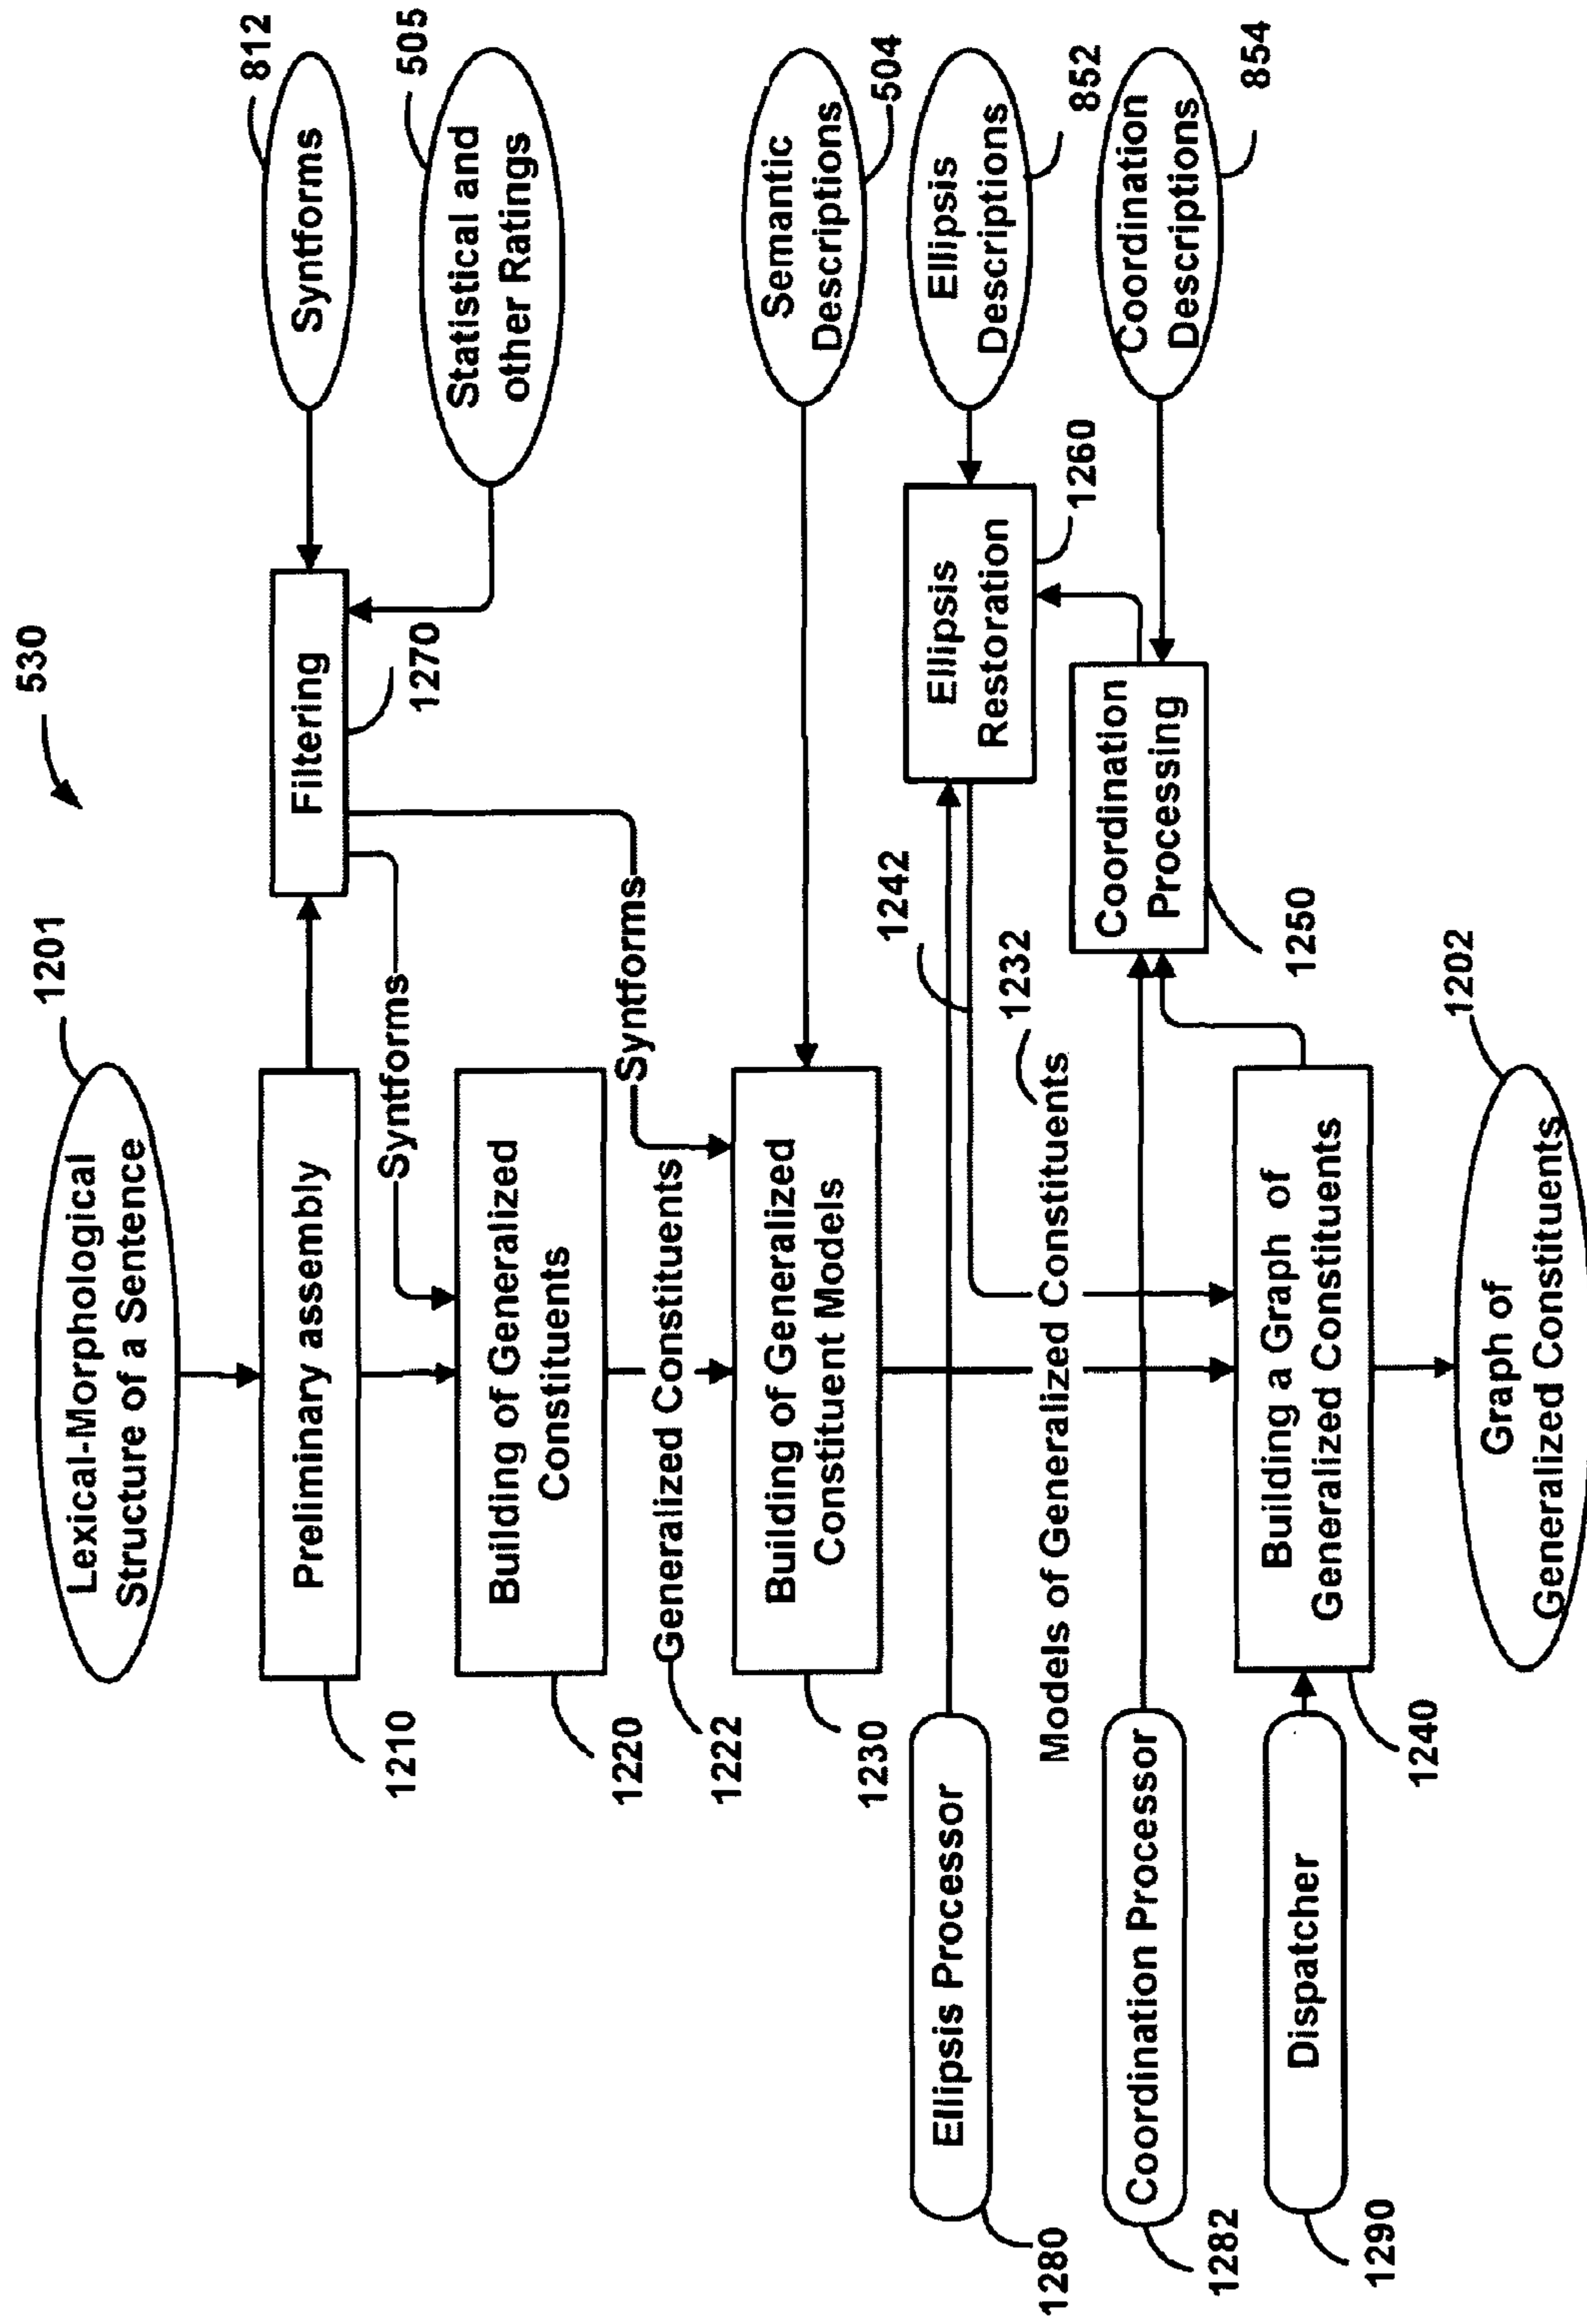 530
1201
Lexical-Morphological
Structure of a Sentence
812
Syntforms
1210
Preliminary assembly
Filtering
1270
505
Statistical and
other Ratings
Syntforms
1220
Building of Generalized
Constituents
Syntforms
1222
Generalized Constituents
1230
Building of Generalized
Constituent Models
Semantic
Descriptions
504
1280
Ellipsis Processor
1242
Ellipsis
Restoration
1260
Ellipsis
Descriptions
852
1232
Models of Generalized Constituents
1282
Coordination Processor
Coordination
Processing
1250
Coordination
Descriptions
854
1290
Dispatcher
1240
Building a Graph of
Generalized Constituents
1202
Graph of
Generalized Constituents